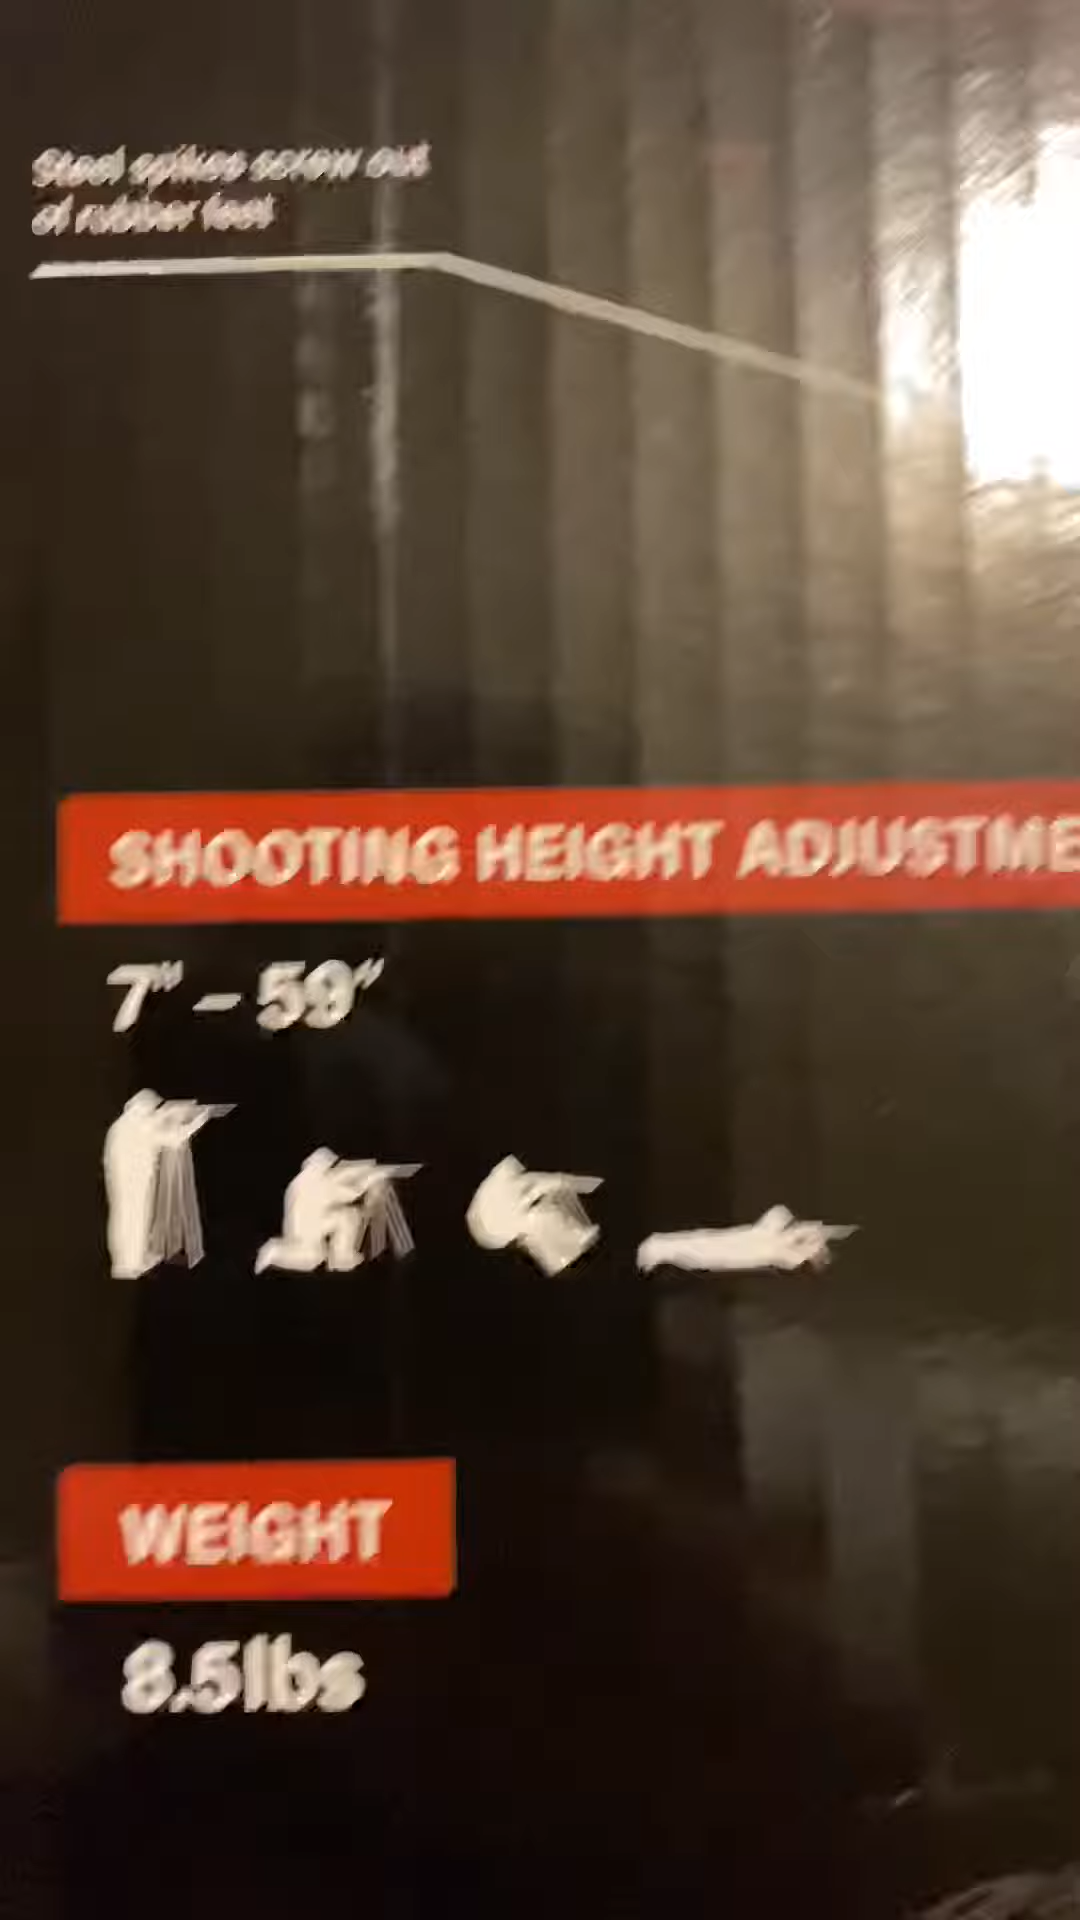 Steel spikes screw out
of rubber feet
SHOOTING HEIGHT ADJUSTME
7" – 59"
WEIGHT
8.5lbs